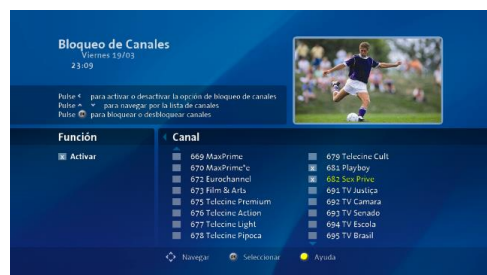 Bloqueo de Canales
Viernes 19/03
23:09
Pulse para activar o desactivar la opción de bloqueo de canales
Pulse para navegar por la lista de canales
Pulse para bloquear o desbloquear canales
Función
Canal
Activar
669 MaxPrime
670 MaxPrime*e
672 Eurochannel
673 Film & Arts
675 Telecine Premium
676 Telecine Action
677 Telecine Light
678 Telecine Pipoca
679 Telecine Cult
681 Playboy
682 Sex Prive
691 TV Justiça
692 TV Camara
693 TV Senado
694 TV Escola
695 TV Brasil
Navegar
Seleccionar
Ayuda